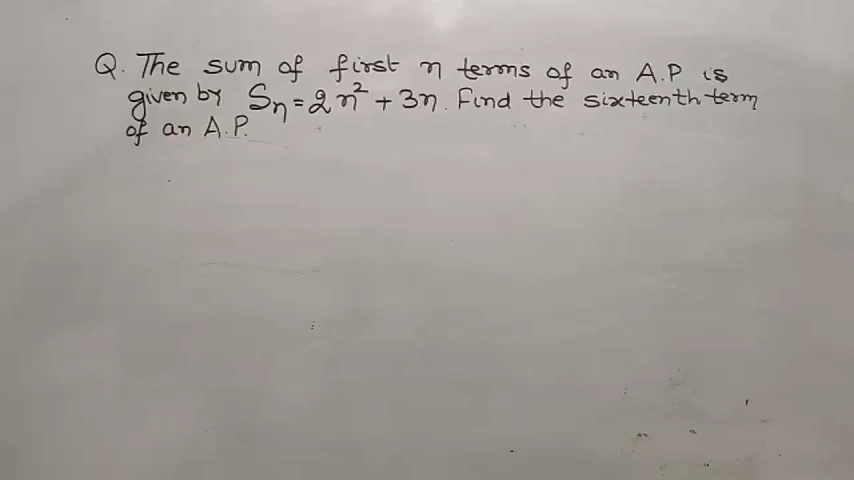 Q. The sum of first n terms of an A.P is
given by Sₙ = 2n² + 3n. Find the sixteenth term
of an A.P.